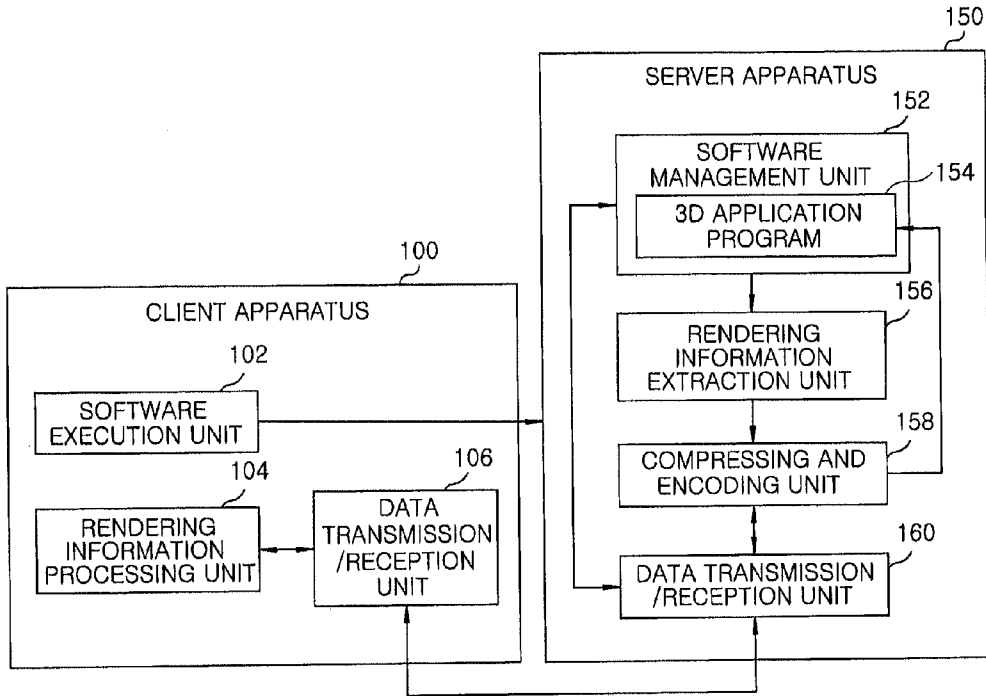 150
SERVER APPARATUS
152
SOFTWARE
MANAGEMENT UNIT
154
3D APPLICATION
PROGRAM
100
CLIENT APPARATUS
156
RENDERING
INFORMATION
EXTRACTION UNIT
102
SOFTWARE
EXECUTION UNIT
158
COMPRESSING AND
ENCODING UNIT
104
RENDERING
INFORMATION
PROCESSING UNIT
106
DATA
TRANSMISSION
/RECEPTION
UNIT
160
DATA TRANSMISSION
/RECEPTION UNIT